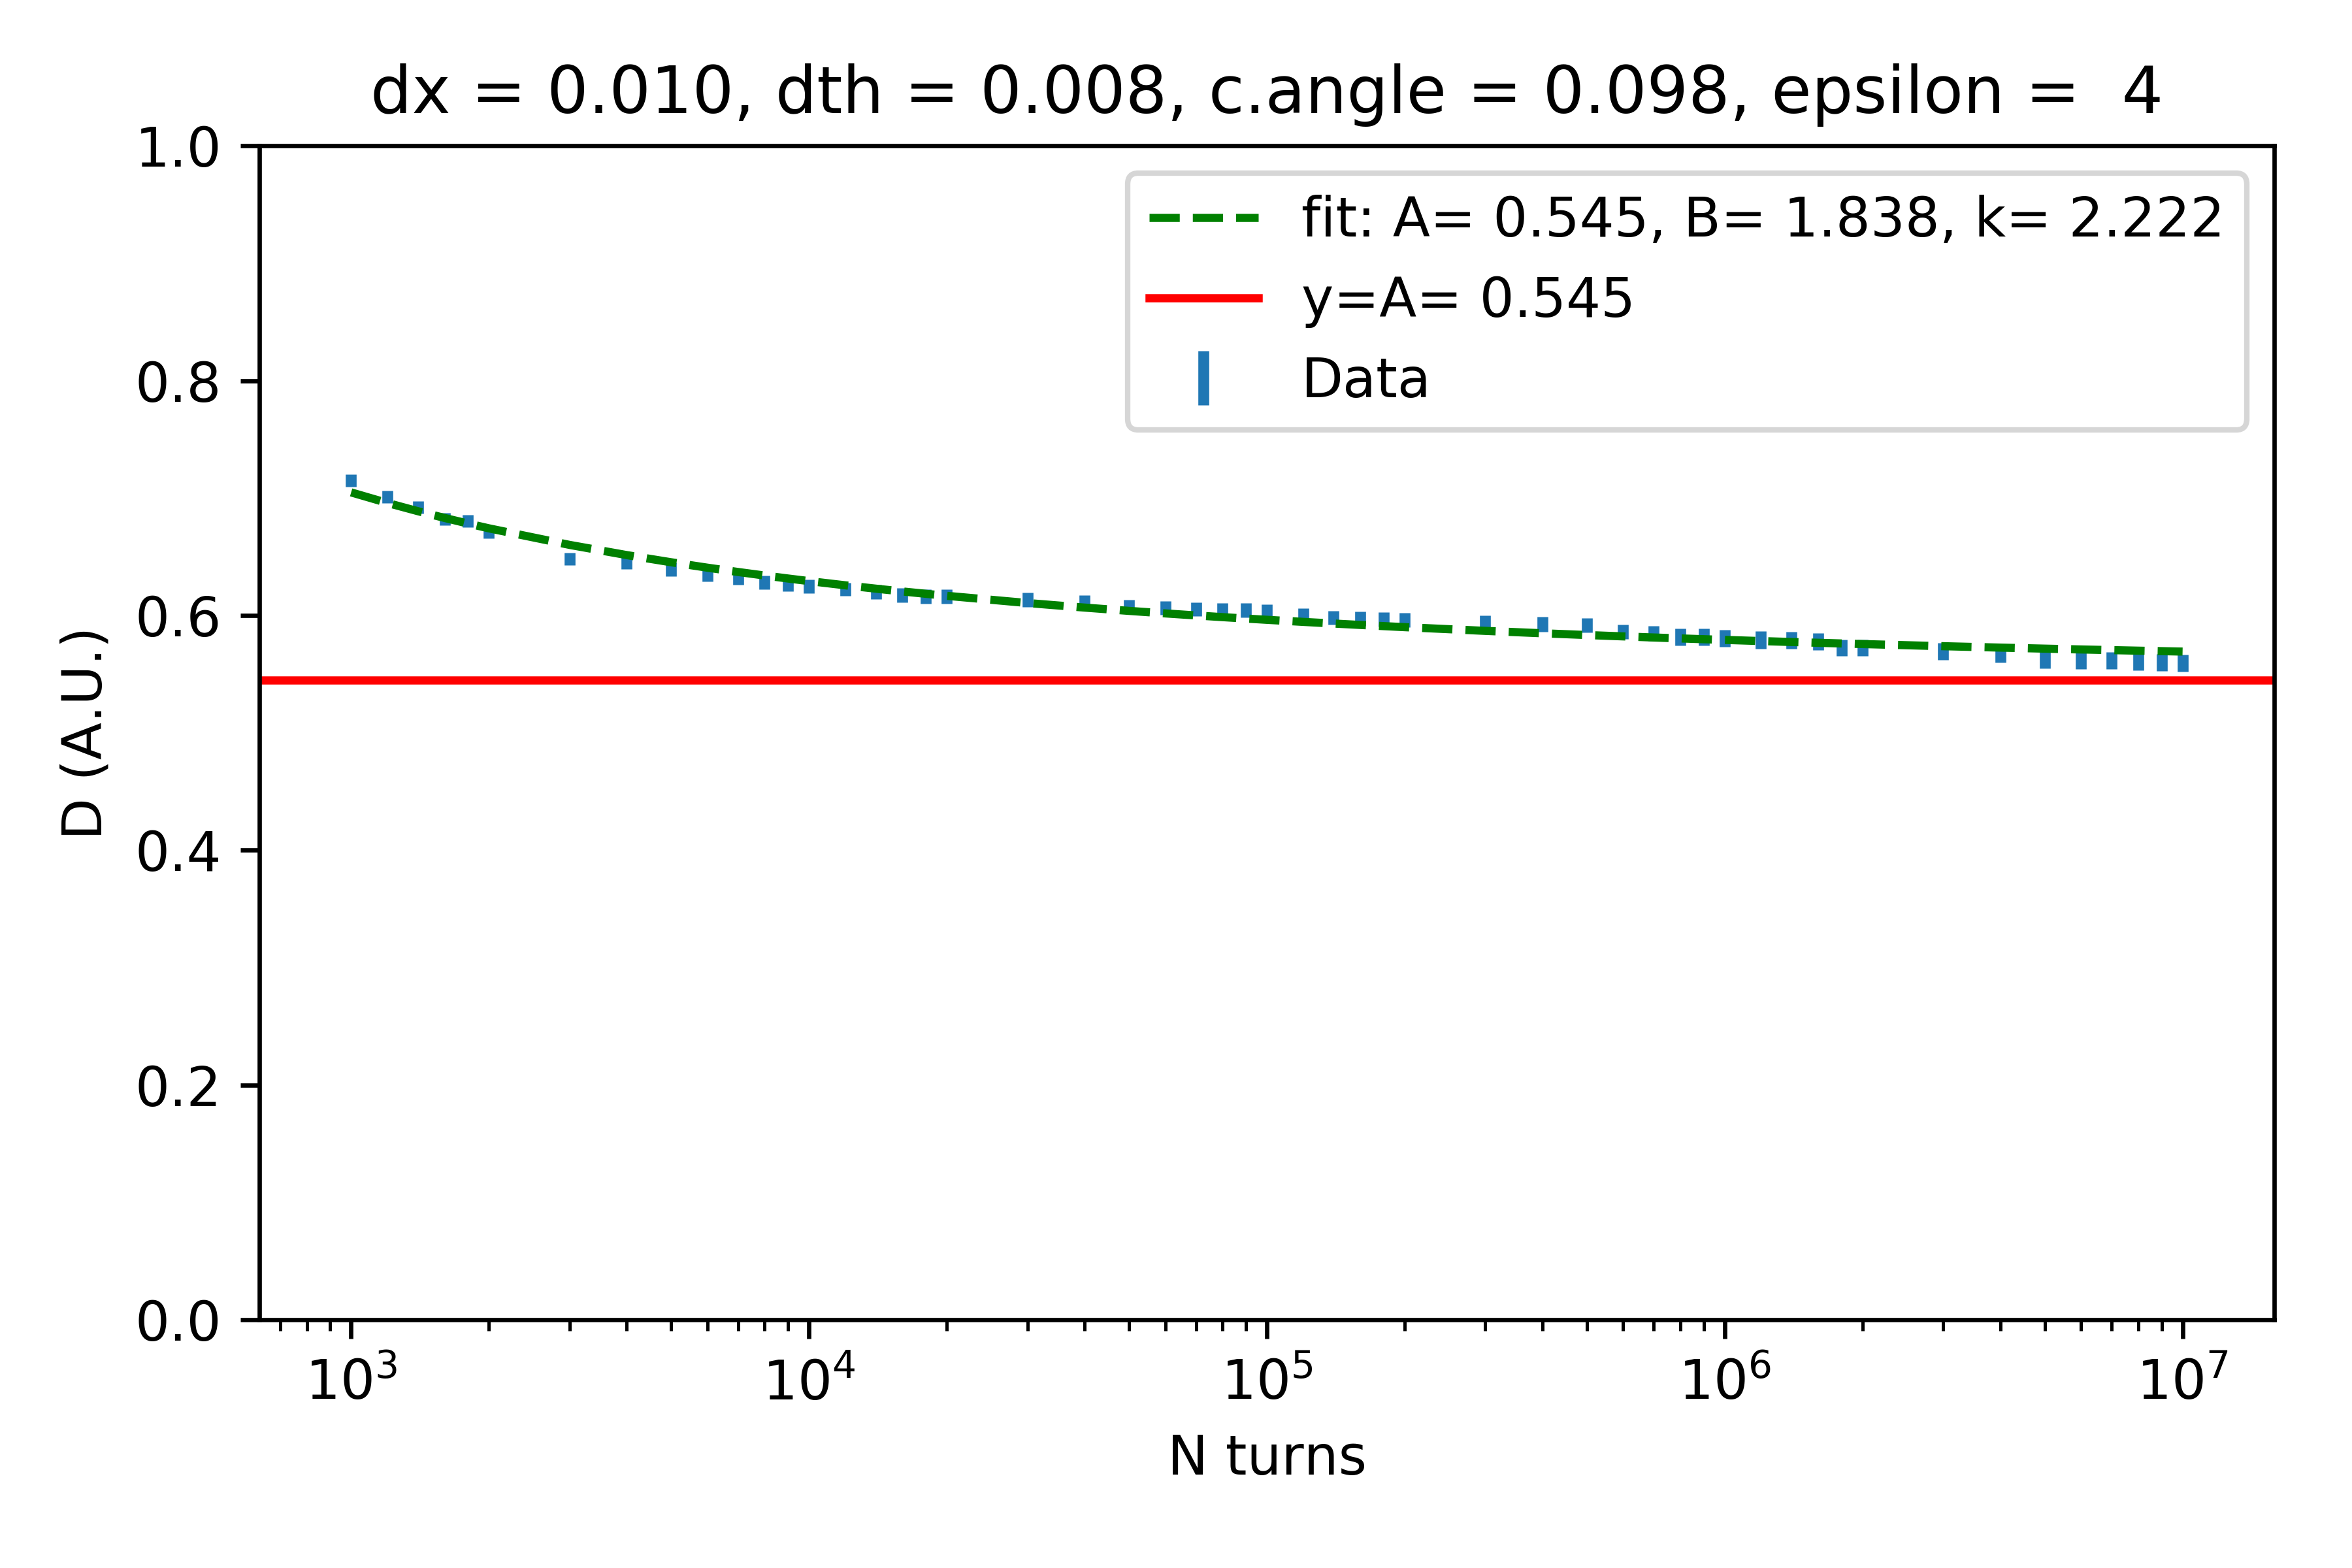 dx = 0.010, dth = 0.008, c.angle = 0.098, epsilon =  4
fit: A= 0.545, B= 1.838, k= 2.222
y=A= 0.545
Data
1.0
0.8
0.6
0.4
0.2
0.0
D (A.U.)
10³ 10⁴ 10⁵ 10⁶ 10⁷
N turns